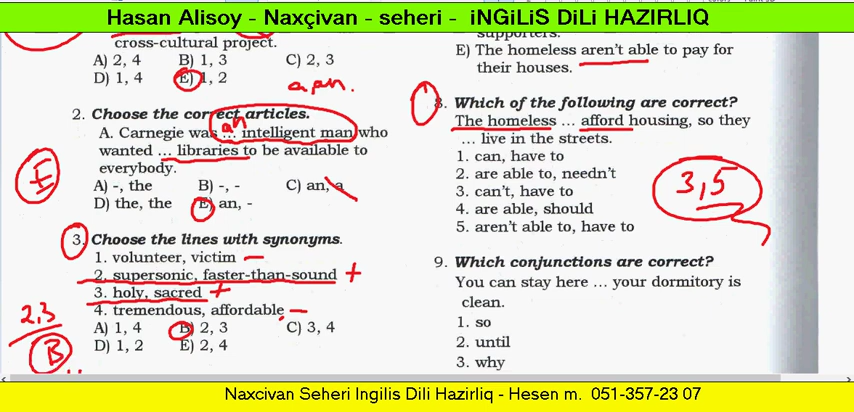 Hasan Alisoy - Naxçivan - seheri - iNGiLiS DiLi HAZIRLIQ
cross-cultural project.
A) 2, 4 B) 1, 3 C) 2, 3
D) 1, 4 E) 1, 2
a pen.
2. Choose the correct articles.
A. Carnegie was ... intelligent man who
an
wanted ... libraries to be available to
everybody.
A) -, the B) -, - C) an, a
D) the, the E) an, -
E
3. Choose the lines with synonyms.
1. volunteer, victim
2. supersonic, faster-than-sound +
3. holy, sacred +
4. tremendous, affordable
A) 1, 4 B) 2, 3 C) 3, 4
D) 1, 2 E) 2, 4
2,3
B
supporters.
E) The homeless aren't able to pay for
their houses.
8. Which of the following are correct?
The homeless ... afford housing, so they
... live in the streets.
1. can, have to
2. are able to, needn't
3. can't, have to
4. are able, should
5. aren't able to, have to
3,5
9. Which conjunctions are correct?
You can stay here ... your dormitory is
clean.
1. so
2. until
3. why
Naxcivan Seheri Ingilis Dili Hazirliq - Hesen m. 051-357-23 07